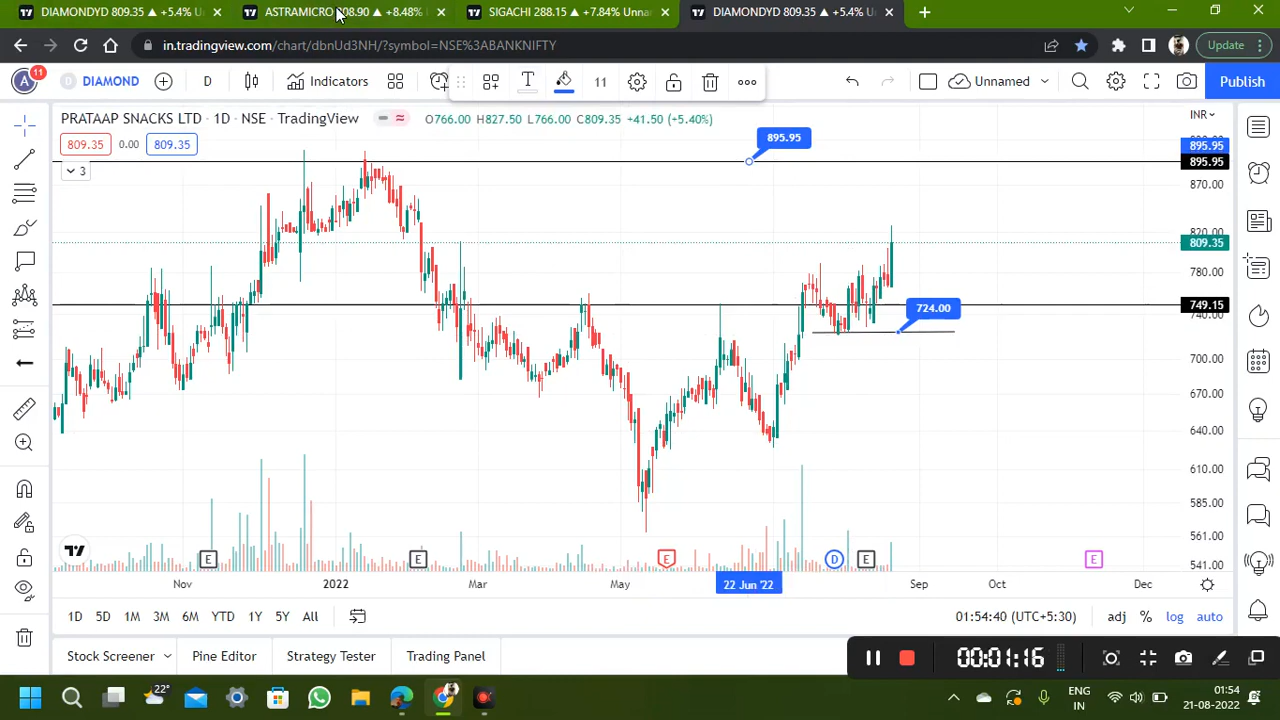 DIAMONDYD 809.35 ▲ +5.4% U
ASTRAMICRO 808.90 ▲ +8.48%
SIGACHI 288.15 ▲ +7.84% Unna
DIAMONDYD 809.35 ▲ +5.4% U
in.tradingview.com/chart/dbnUd3NH/?symbol=NSE%3ABANKNIFTY
Update
A 11
D DIAMOND
D
Indicators
T
11
Unnamed
Publish
PRATAAP SNACKS LTD · 1D · NSE · TradingView
O766.00 H827.50 L766.00 C809.35 +41.50 (+5.40%)
INR
809.35 0.00 809.35
3
895.95
895.95
895.95
870.00
820.00
809.35
780.00
749.15
740.00
724.00
700.00
670.00
640.00
610.00
585.00
561.00
541.00
E E E D E E
Nov 2022 Mar May 22 Jun '22 Sep Oct Dec
1D 5D 1M 3M 6M YTD 1Y 5Y All
01:54:40 (UTC+5:30) adj % log auto
Stock Screener Pine Editor Strategy Tester Trading Panel
00:01:16
22°
ENG
IN
01:54
21-08-2022